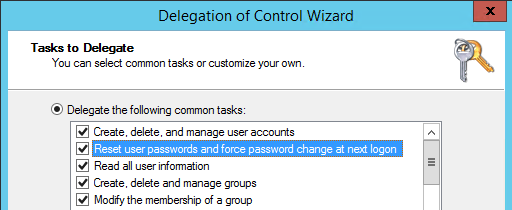 Delegation of Control Wizard
Tasks to Delegate
You can select common tasks or customize your own.
Delegate the following common tasks:
Create, delete, and manage user accounts
Reset user passwords and force password change at next logon
Read all user information
Create, delete and manage groups
Modify the membership of a group